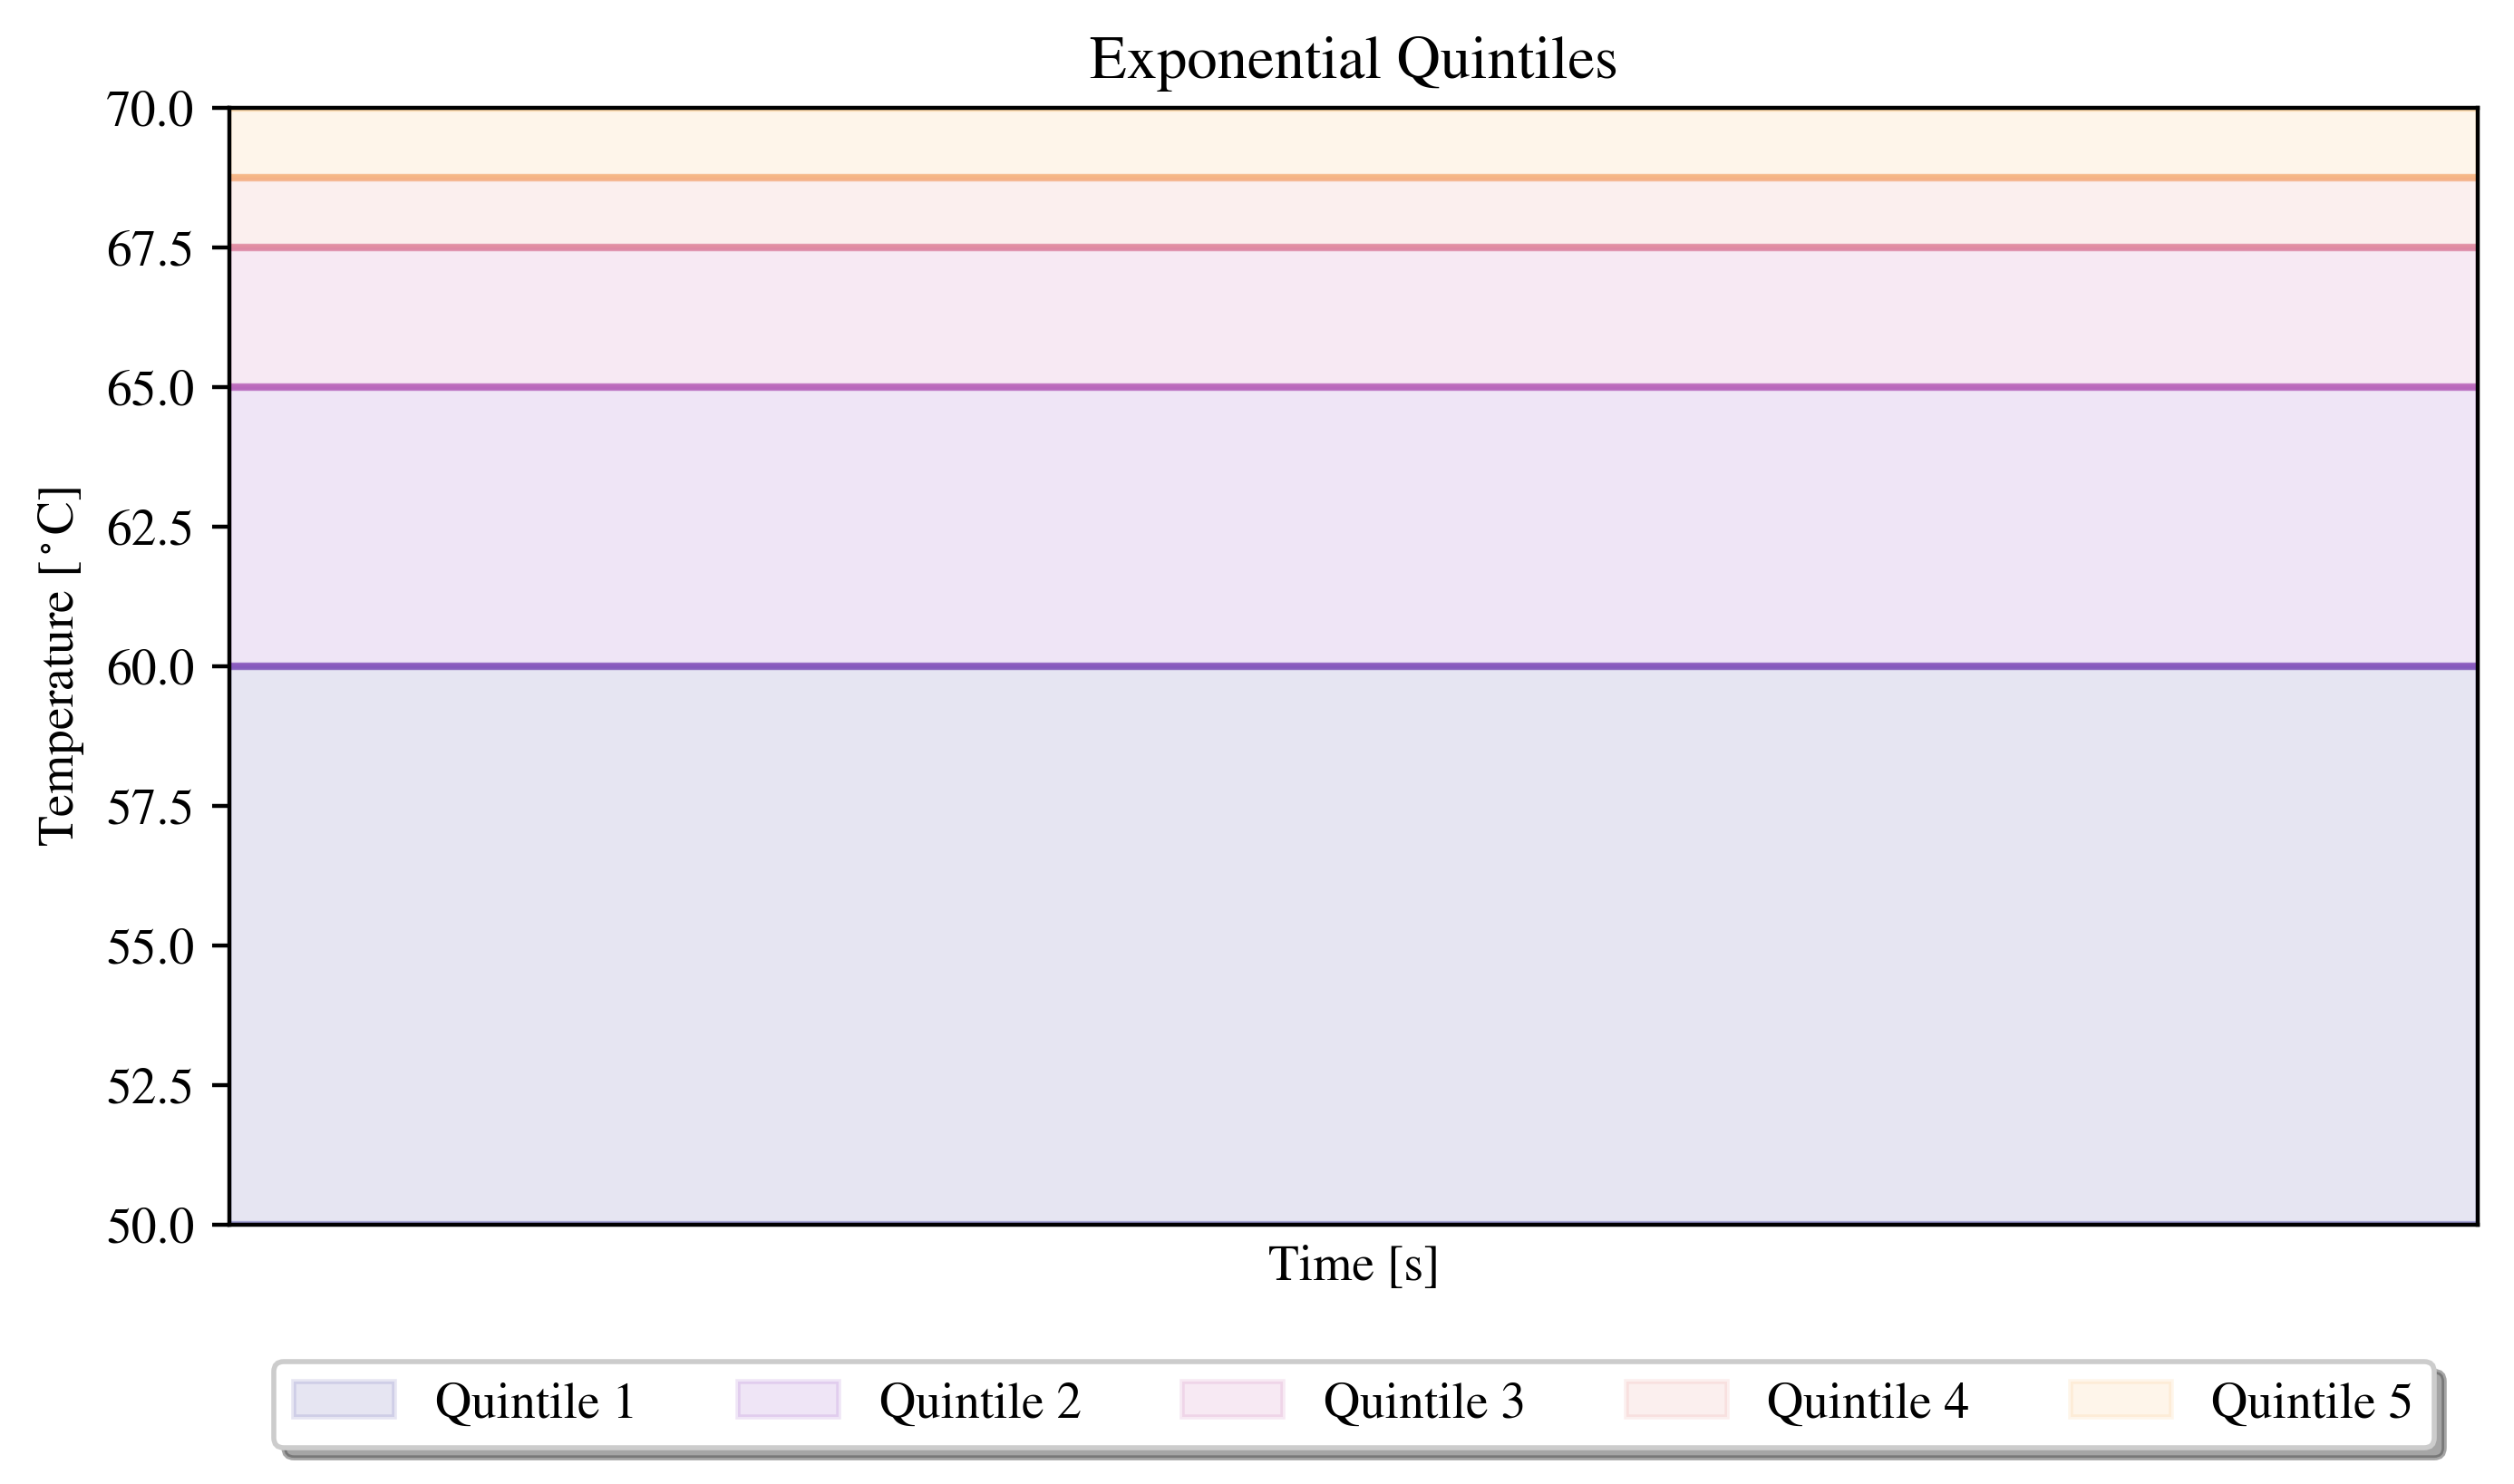 Exponential Quintiles
70.0
67.5
65.0
62.5
60.0
57.5
55.0
52.5
50.0
Temperature [°C]
Time [s]
Quintile 1 Quintile 2 Quintile 3 Quintile 4 Quintile 5